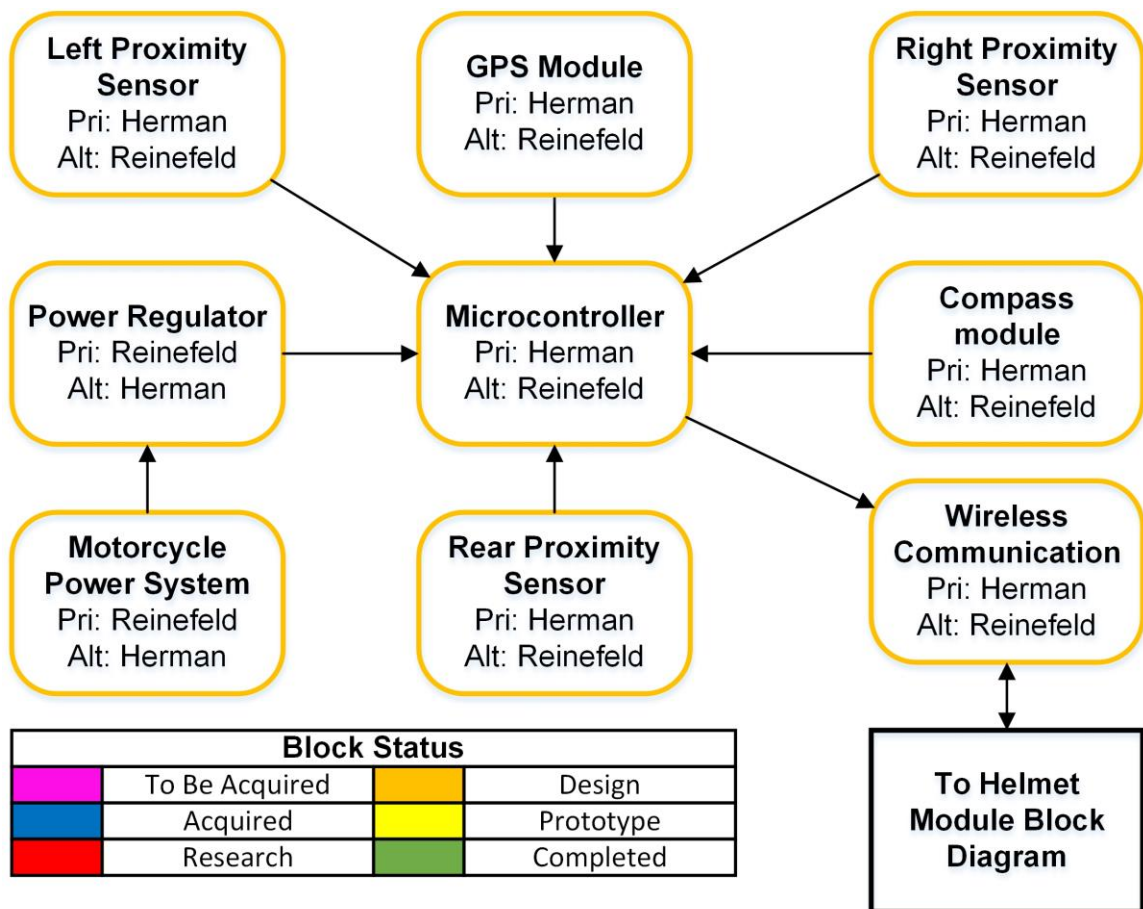 Left Proximity
Sensor
Pri: Herman
Alt: Reinefeld
GPS Module
Pri: Herman
Alt: Reinefeld
Right Proximity
Sensor
Pri: Herman
Alt: Reinefeld
Power Regulator
Pri: Reinefeld
Alt: Herman
Microcontroller
Pri: Herman
Alt: Reinefeld
Compass
module
Pri: Herman
Alt: Reinefeld
Motorcycle
Power System
Pri: Reinefeld
Alt: Herman
Rear Proximity
Sensor
Pri: Herman
Alt: Reinefeld
Wireless
Communication
Pri: Herman
Alt: Reinefeld
Block Status
To Be Acquired
Design
Acquired
Prototype
Research
Completed
To Helmet
Module Block
Diagram